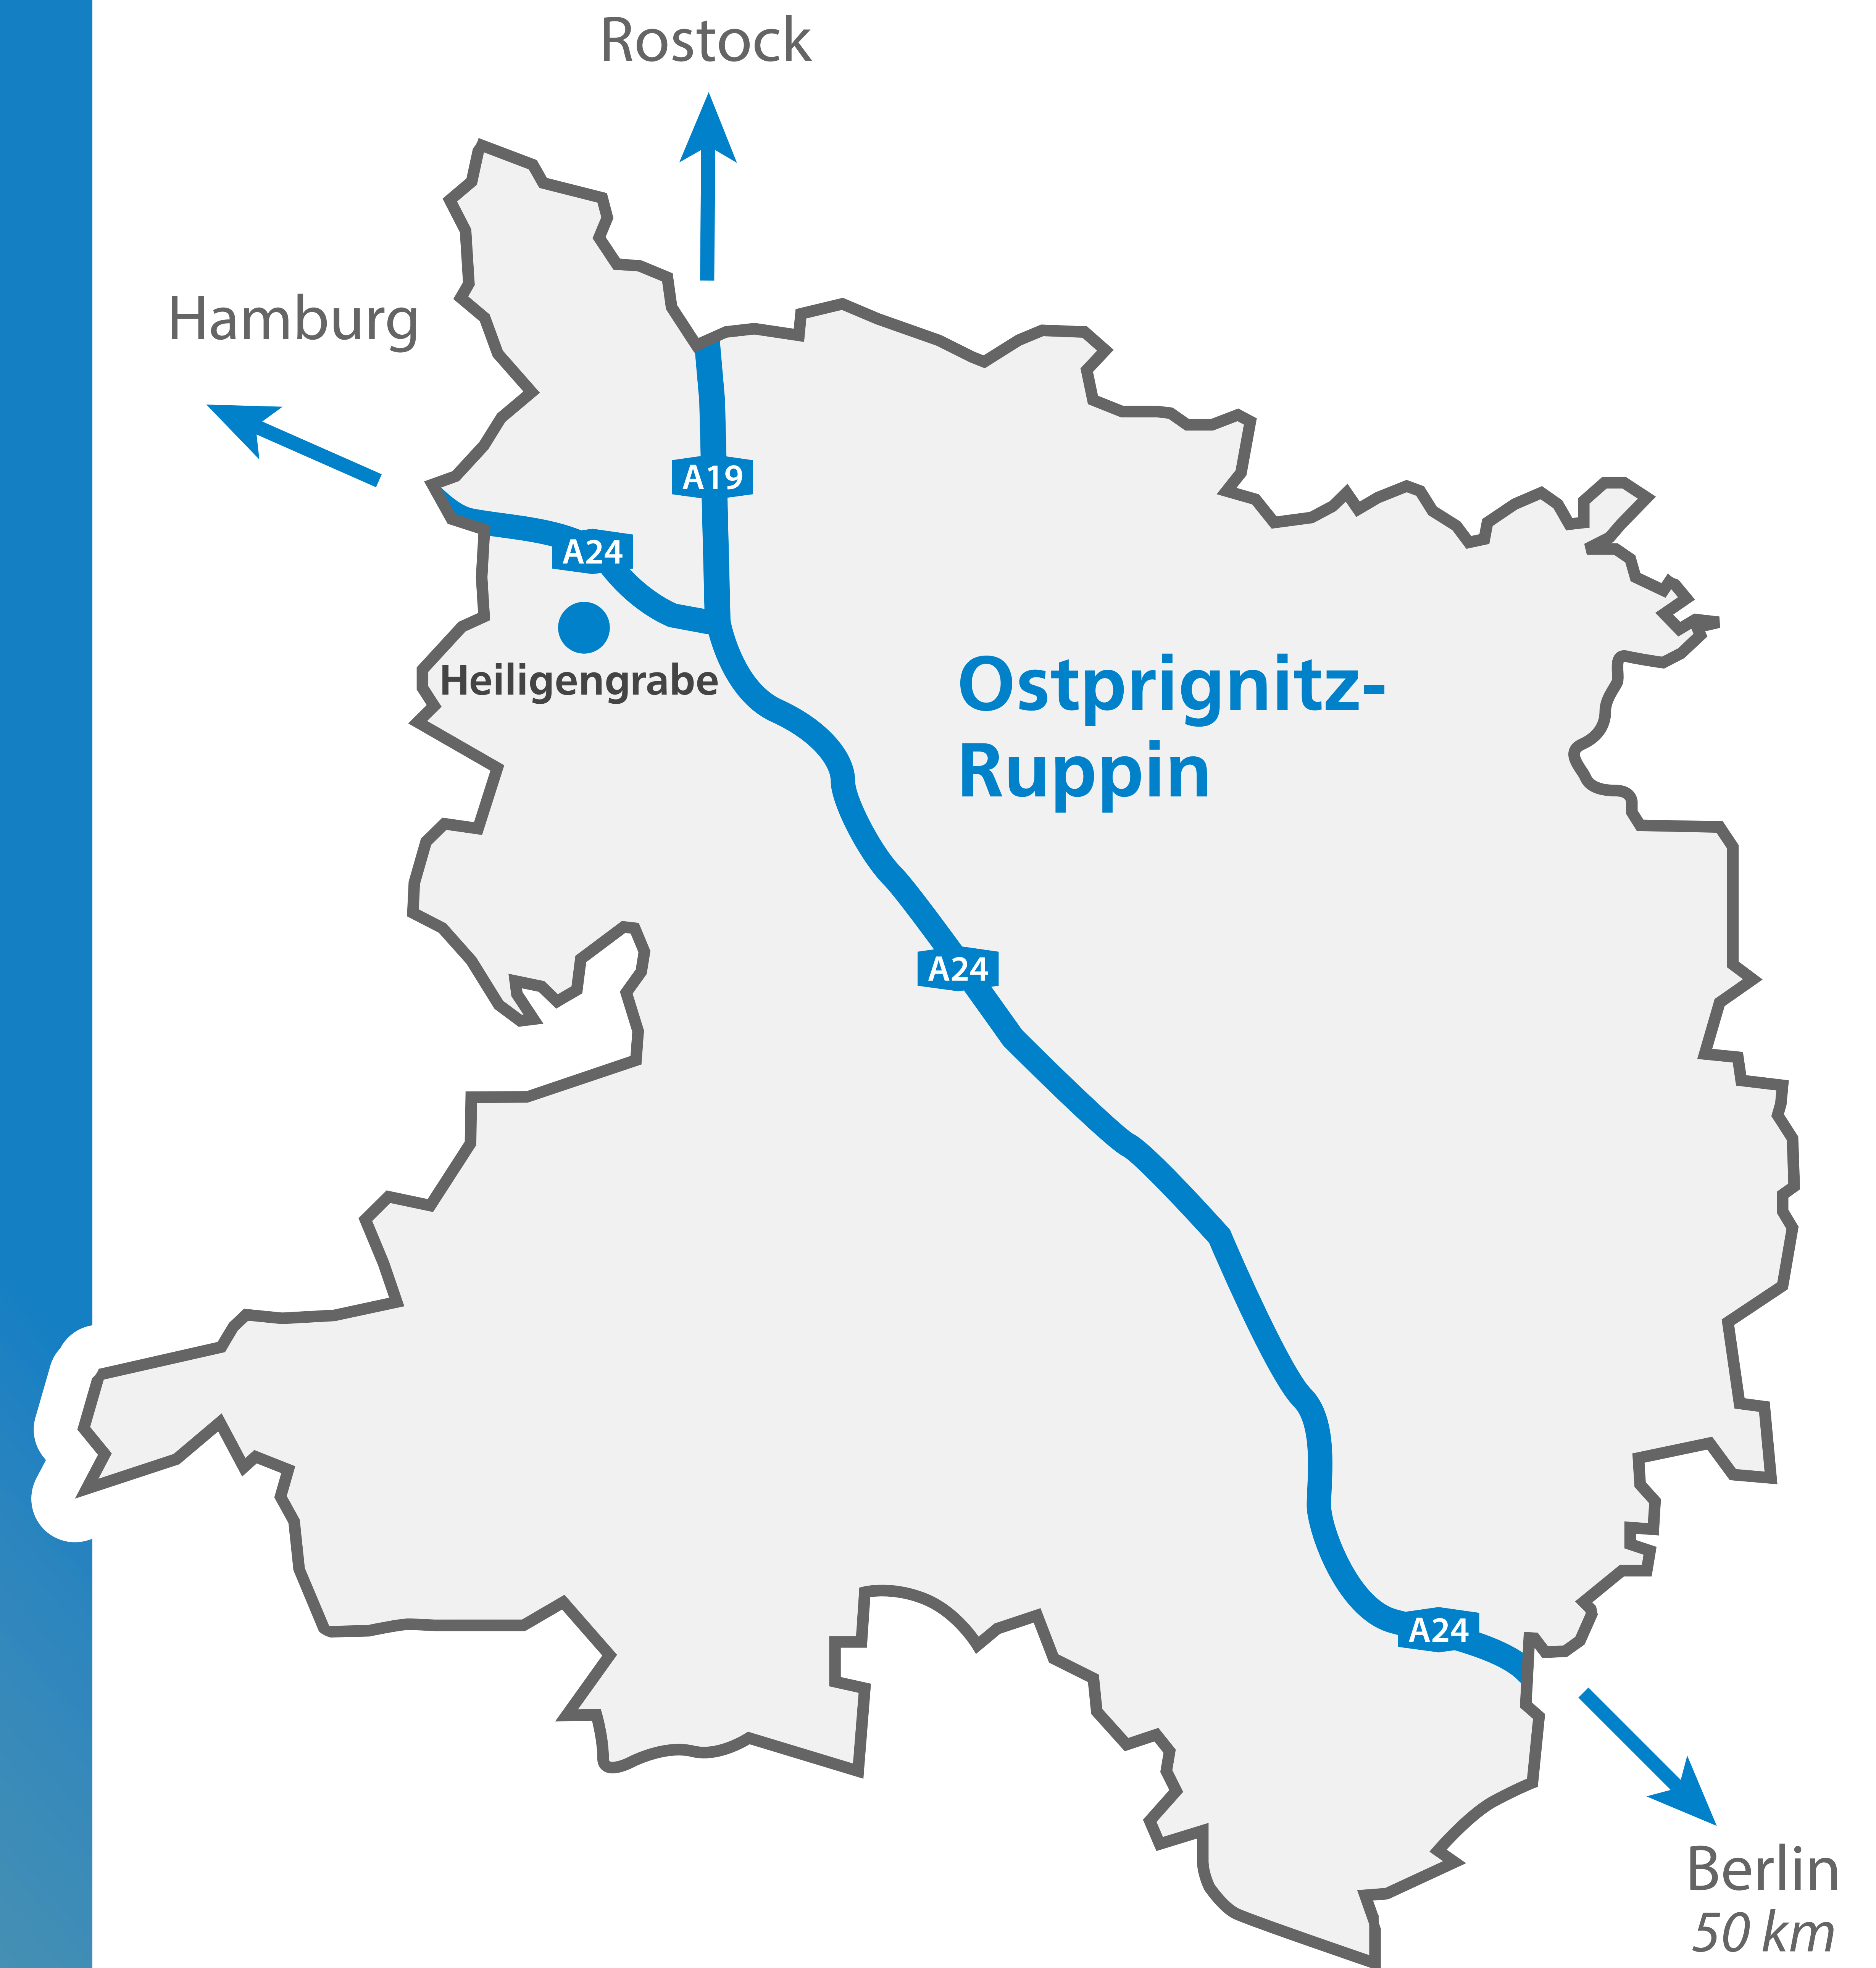 Rostock
Hamburg
A19
A24
Heiligengrabe
Ostprignitz-
Ruppin
A24
A24
Berlin
50 km